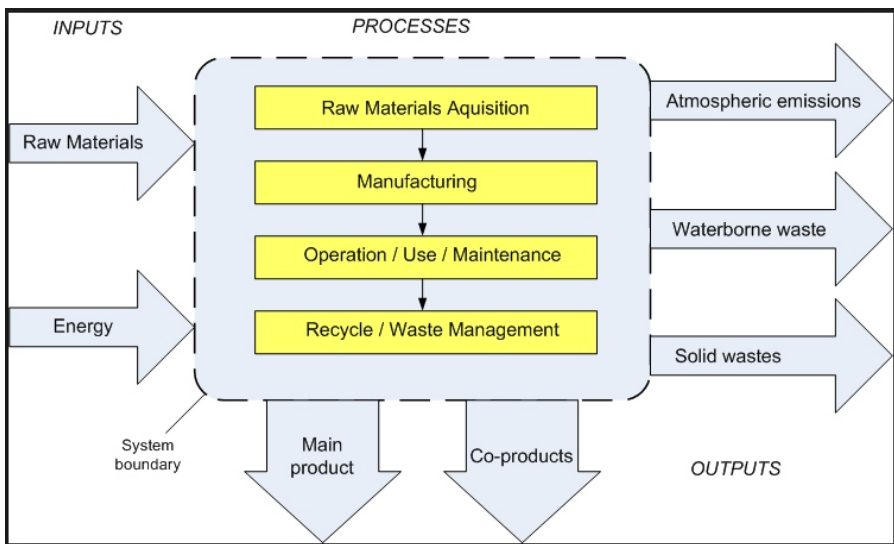 INPUTS
PROCESSES
Raw Materials
Energy
Raw Materials Aquisition
Manufacturing
Operation / Use / Maintenance
Recycle / Waste Management
Atmospheric emissions
Waterborne waste
Solid wastes
System
boundary
Main
product
Co-products
OUTPUTS